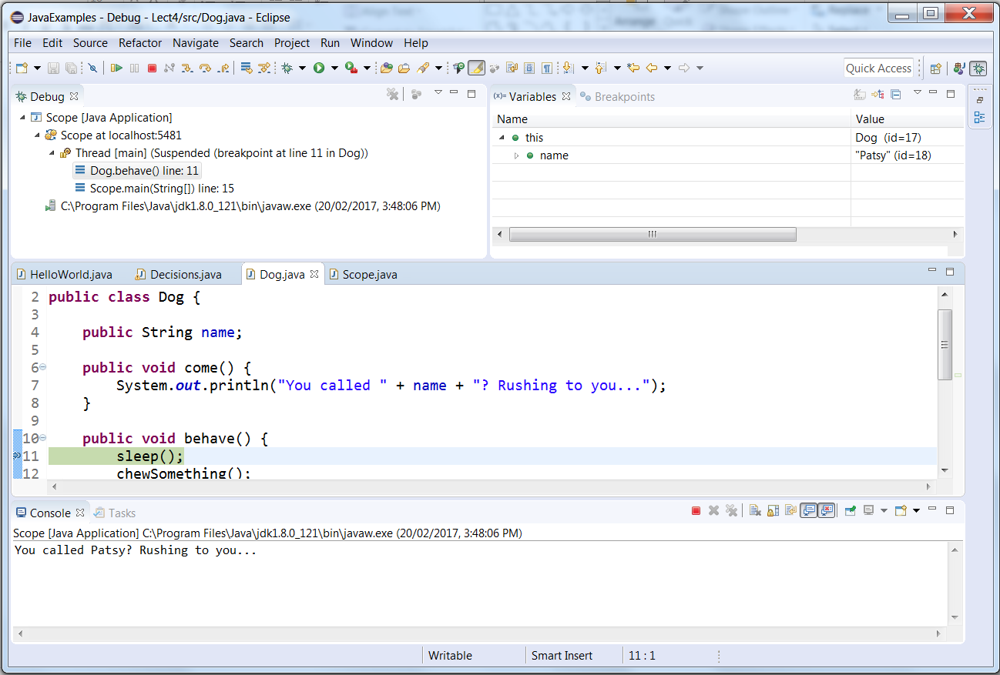 JavaExamples - Debug - Lect4/src/Dog.java - Eclipse
File Edit Source Refactor Navigate Search Project Run Window Help
Quick Access
Debug
Scope [Java Application]
Scope at localhost:5481
Thread [main] (Suspended (breakpoint at line 11 in Dog))
Dog.behave() line: 11
Scope.main(String[]) line: 15
C:\Program Files\Java\jdk1.8.0_121\bin\javaw.exe (20/02/2017, 3:48:06 PM)
(x)= Variables Breakpoints
Name Value
this Dog (id=17)
name "Patsy" (id=18)
HelloWorld.java Decisions.java Dog.java Scope.java
2 public class Dog {
3
4 public String name;
5
6 public void come() {
7 System.out.println("You called " + name + "? Rushing to you...");
8 }
9
10 public void behave() {
11 sleep();
12 chewSomething();
Console Tasks
Scope [Java Application] C:\Program Files\Java\jdk1.8.0_121\bin\javaw.exe (20/02/2017, 3:48:06 PM)
You called Patsy? Rushing to you...
Writable Smart Insert 11 : 1